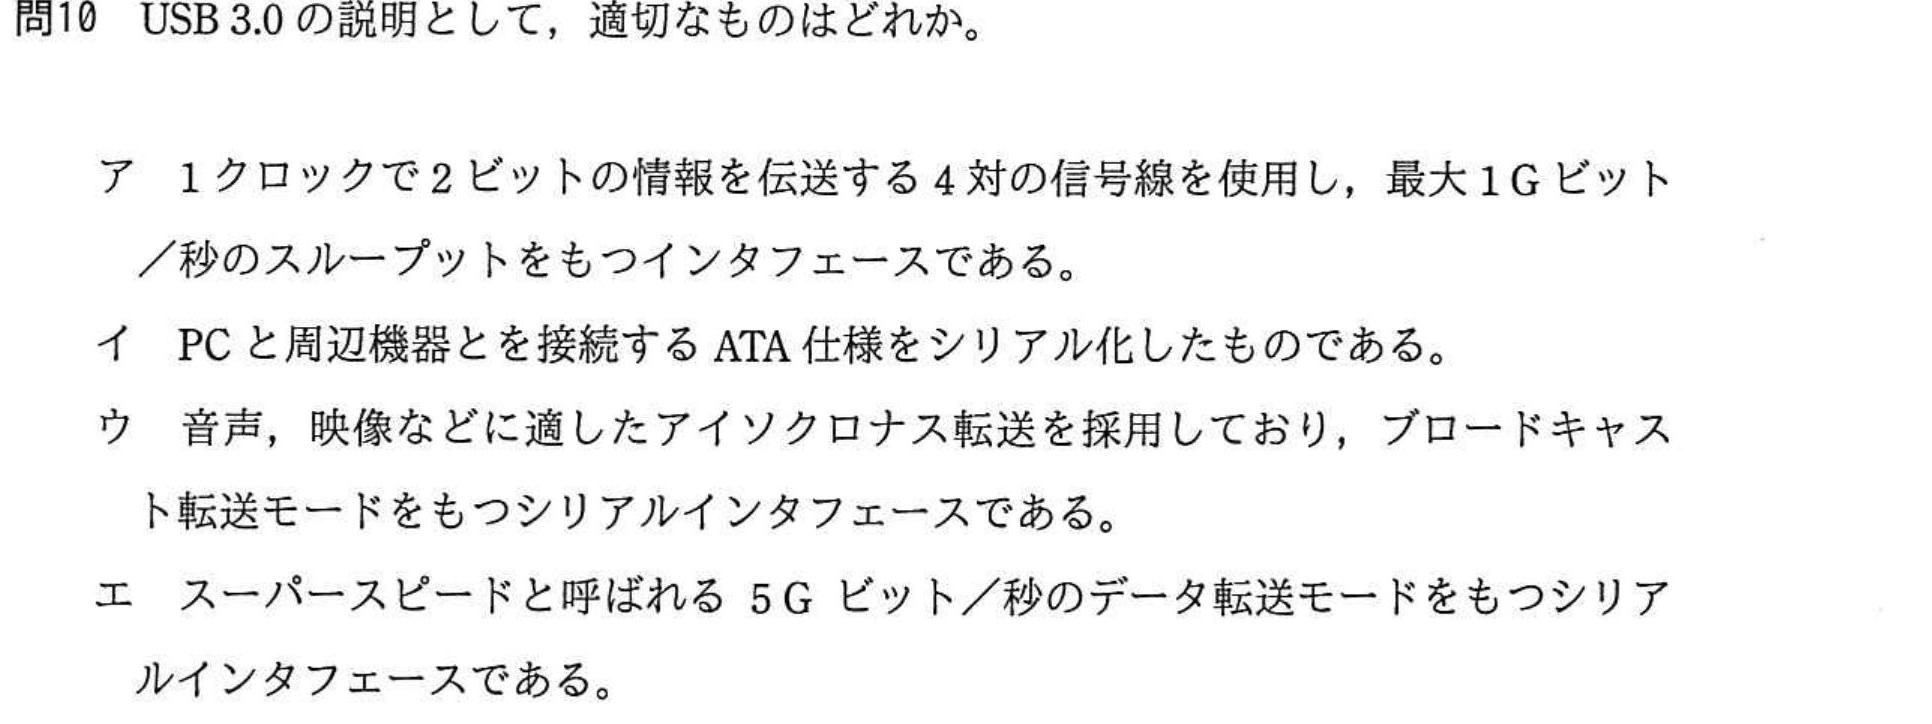 問10　USB 3.0 の説明として，適切なものはどれか。
ア　1 クロックで 2 ビットの情報を伝送する 4 対の信号線を使用し，最大 1 G ビット
／秒のスループットをもつインタフェースである。
イ　PC と周辺機器とを接続する ATA 仕様をシリアル化したものである。
ウ　音声，映像などに適したアイソクロナス転送を採用しており，ブロードキャス
ト転送モードをもつシリアルインタフェースである。
エ　スーパースピードと呼ばれる 5 G ビット／秒のデータ転送モードをもつシリア
ルインタフェースである。